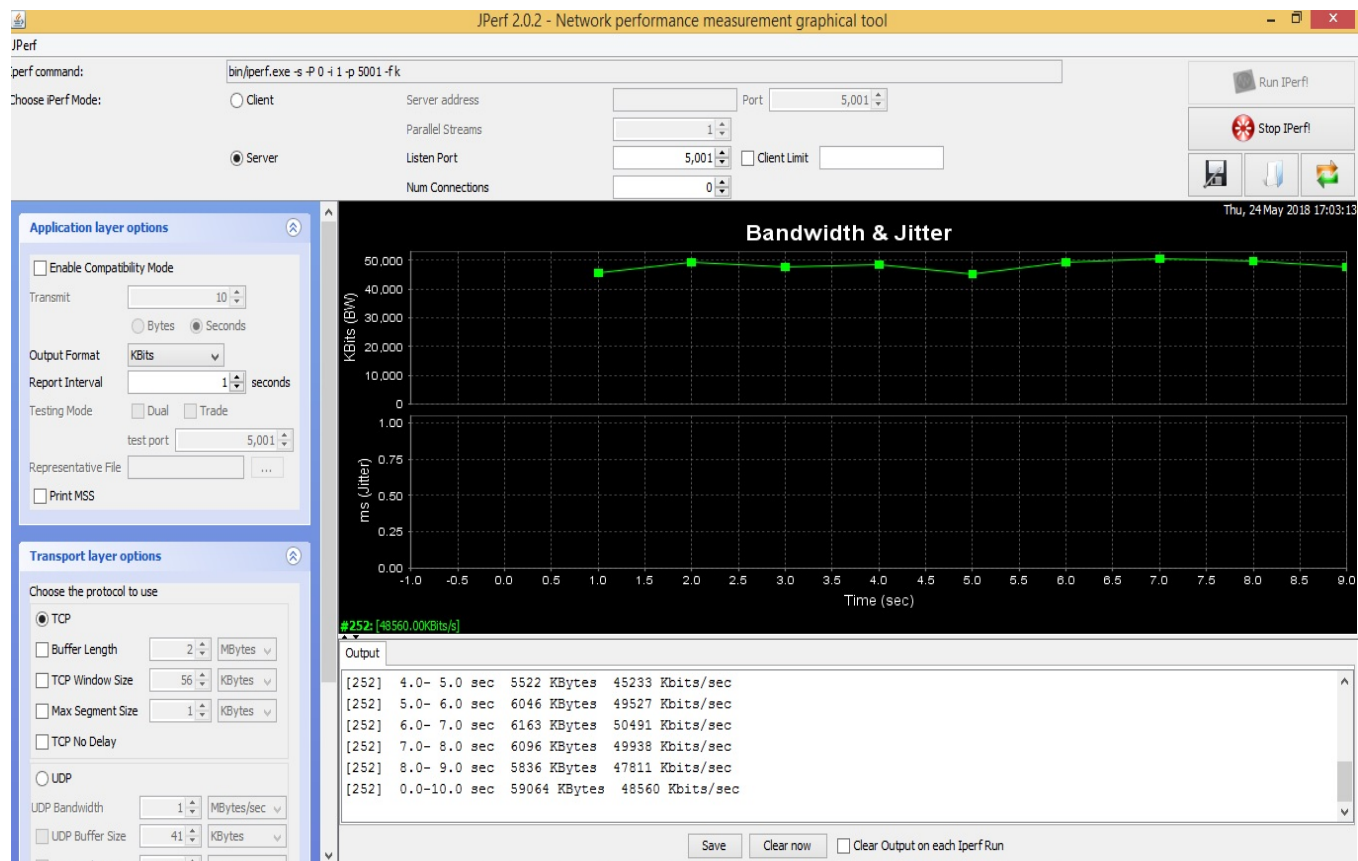 JPerf 2.0.2 - Network performance measurement graphical tool
JPerf
perf command:
bin/iperf.exe -s -P 0 -i 1 -p 5001 -f k
Choose iPerf Mode:
Client
Server address
Port
5,001
Parallel Streams
1
Server
Listen Port
5,001
Client Limit
Num Connections
0
Run IPerf!
Stop IPerf!
Application layer options
Enable Compatibility Mode
Transmit
10
Bytes
Seconds
Output Format
KBits
Report Interval
1
seconds
Testing Mode
Dual
Trade
test port
5,001
Representative File
...
Print MSS
Transport layer options
Choose the protocol to use
TCP
Buffer Length
2
MBytes
TCP Window Size
56
KBytes
Max Segment Size
1
KBytes
TCP No Delay
UDP
UDP Bandwidth
1
MBytes/sec
UDP Buffer Size
41
KBytes
Thu, 24 May 2018 17:03:13
Bandwidth & Jitter
50,000
40,000
30,000
20,000
10,000
0
KBits (BW)
1.00
0.75
0.50
0.25
0.00
ms (Jitter)
-1.0 -0.5 0.0 0.5 1.0 1.5 2.0 2.5 3.0 3.5 4.0 4.5 5.0 5.5 6.0 6.5 7.0 7.5 8.0 8.5 9.0
Time (sec)
#252: [48560.00KBits/s]
Output
[252] 4.0- 5.0 sec 5522 KBytes 45233 Kbits/sec
[252] 5.0- 6.0 sec 6046 KBytes 49527 Kbits/sec
[252] 6.0- 7.0 sec 6163 KBytes 50491 Kbits/sec
[252] 7.0- 8.0 sec 6096 KBytes 49938 Kbits/sec
[252] 8.0- 9.0 sec 5836 KBytes 47811 Kbits/sec
[252] 0.0-10.0 sec 59064 KBytes 48560 Kbits/sec
Save
Clear now
Clear Output on each Iperf Run